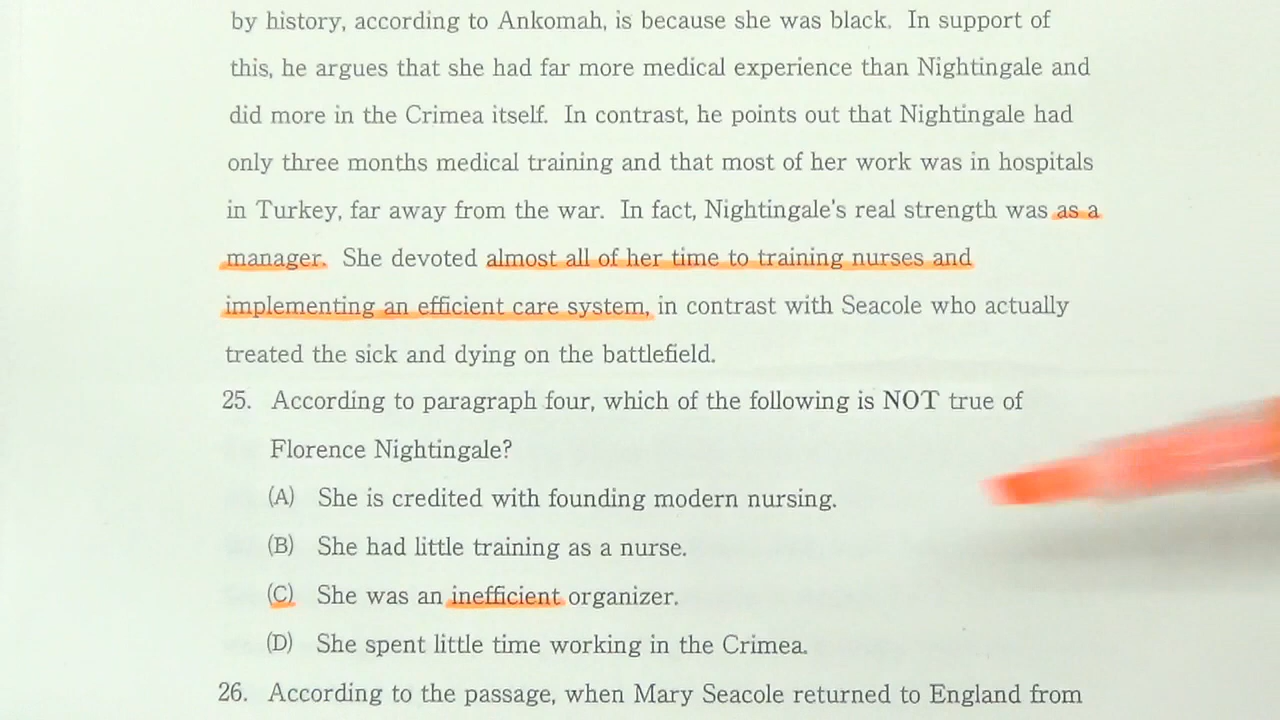 by history, according to Ankomah, is because she was black. In support of
this, he argues that she had far more medical experience than Nightingale and
did more in the Crimea itself. In contrast, he points out that Nightingale had
only three months medical training and that most of her work was in hospitals
in Turkey, far away from the war. In fact, Nightingale's real strength was as a
manager. She devoted almost all of her time to training nurses and
implementing an efficient care system, in contrast with Seacole who actually
treated the sick and dying on the battlefield.
25. According to paragraph four, which of the following is NOT true of
Florence Nightingale?
(A) She is credited with founding modern nursing.
(B) She had little training as a nurse.
(C) She was an inefficient organizer.
(D) She spent little time working in the Crimea.
26. According to the passage, when Mary Seacole returned to England from